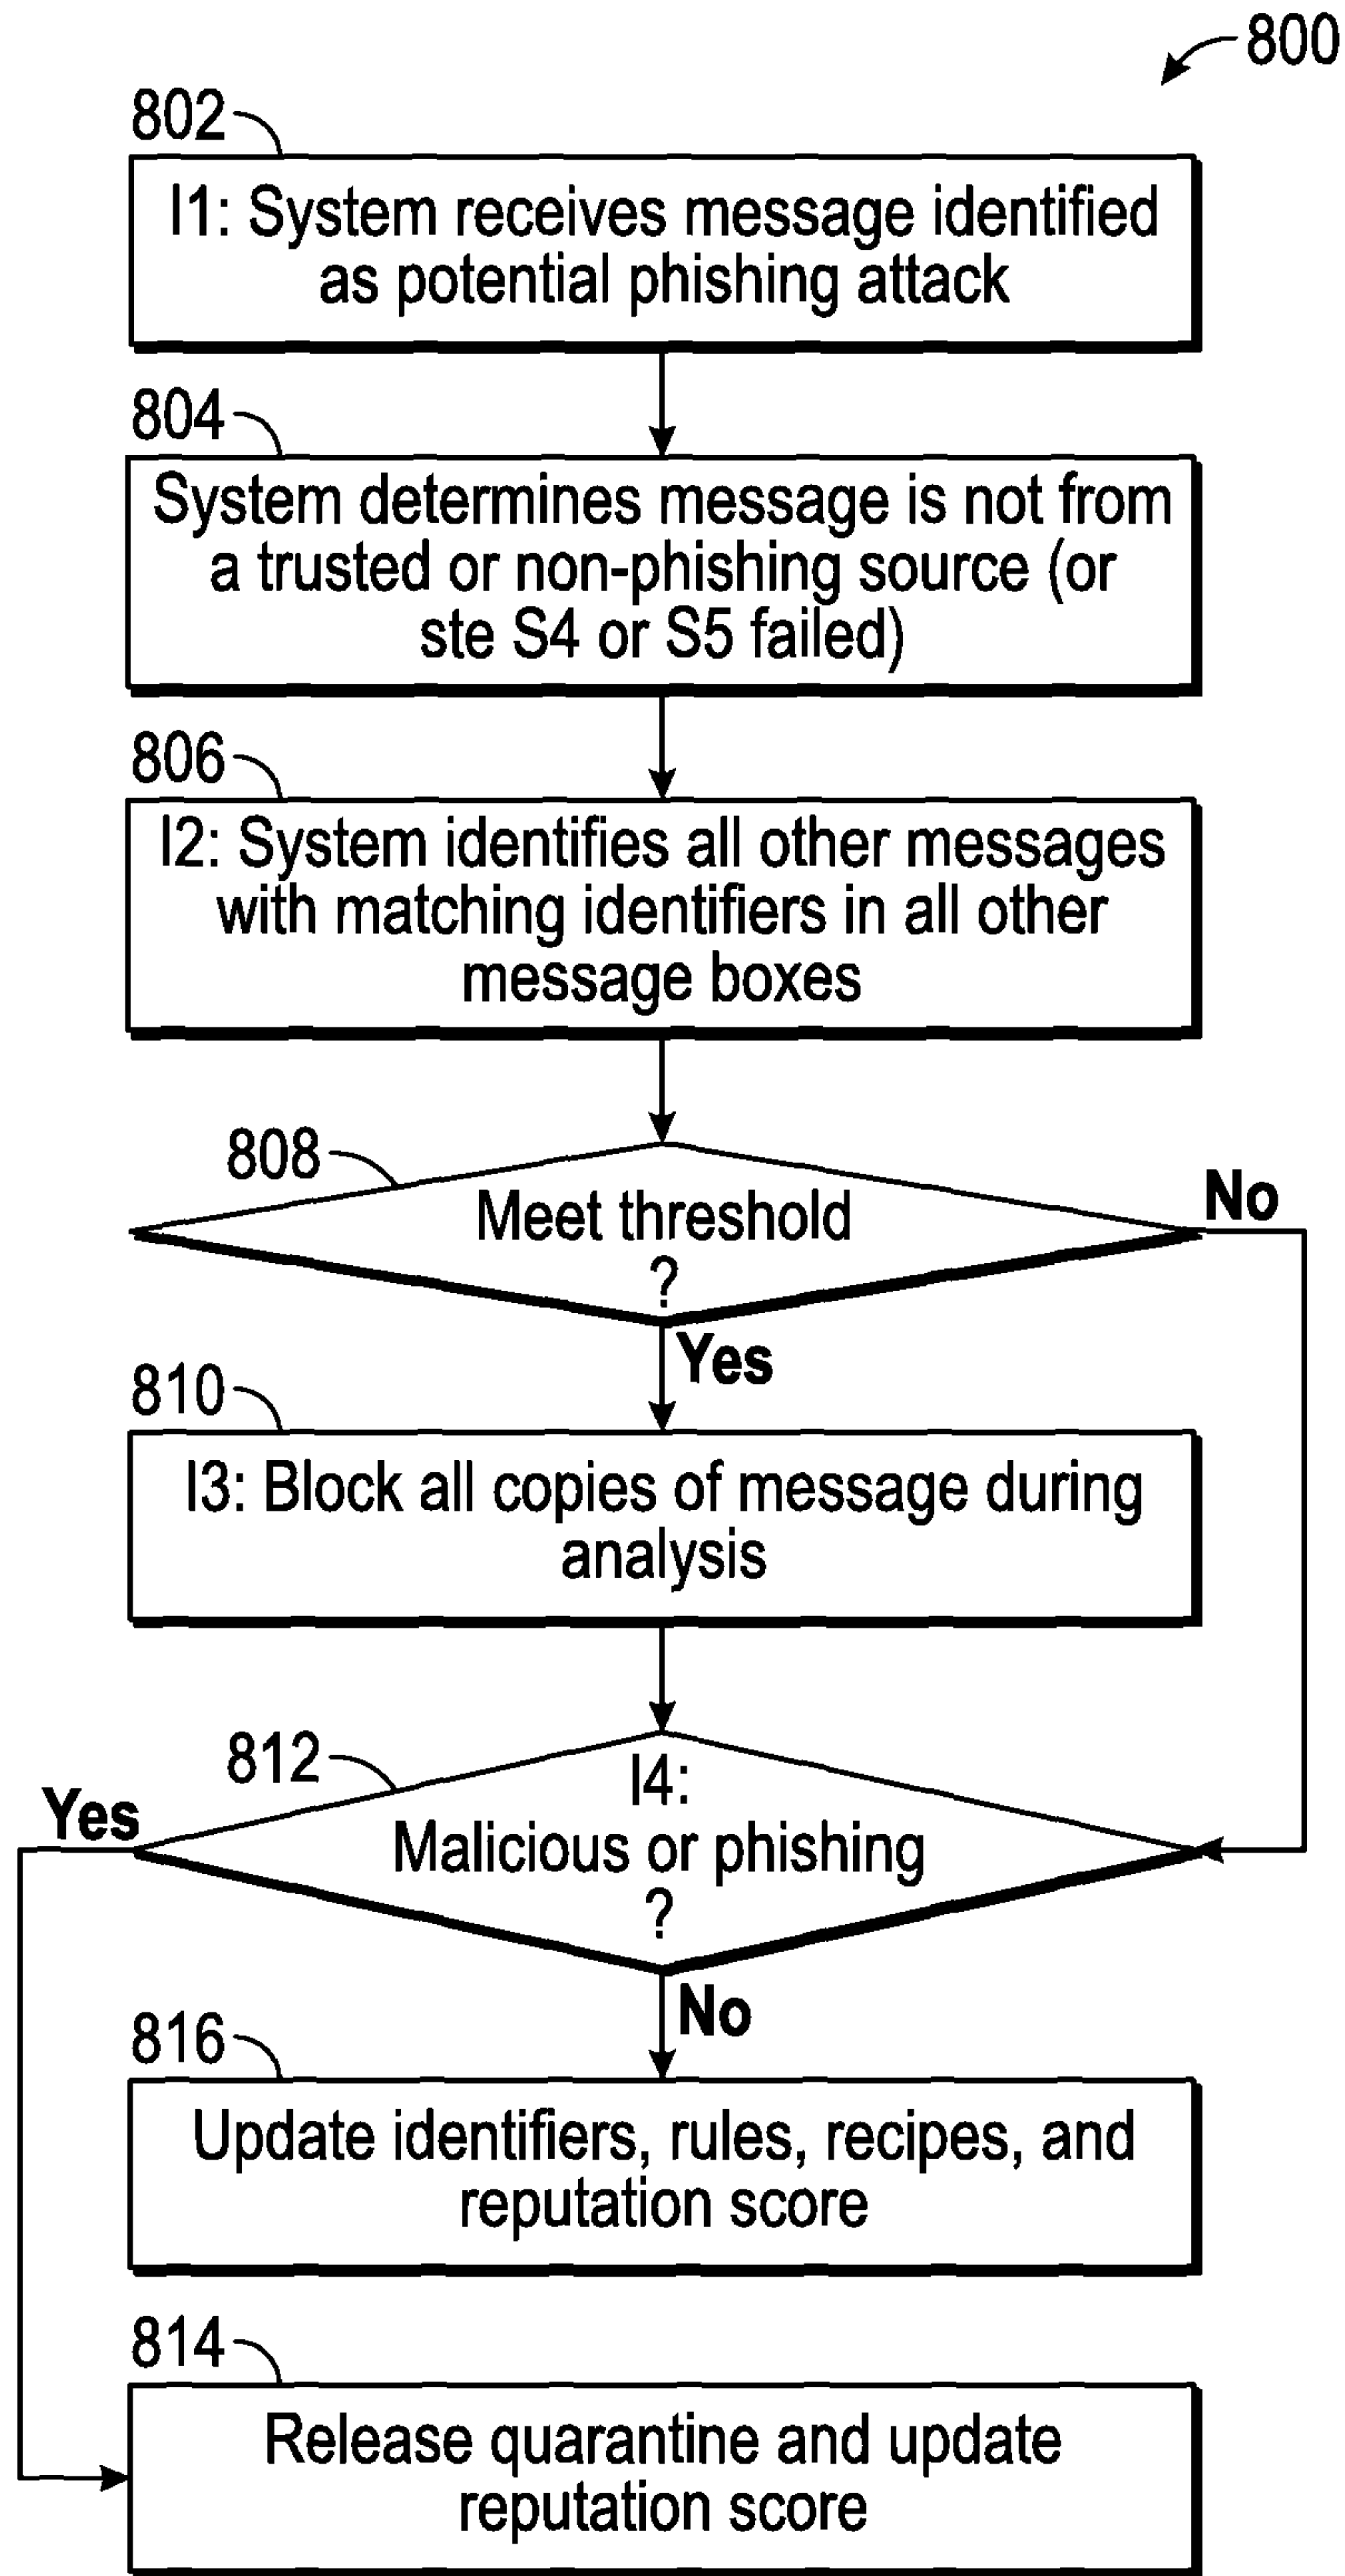 800
802
I1: System receives message identified
as potential phishing attack
804
System determines message is not from
a trusted or non-phishing source (or
ste S4 or S5 failed)
806
I2: System identifies all other messages
with matching identifiers in all other
message boxes
808
Meet threshold
?
No
Yes
810
I3: Block all copies of message during
analysis
812
I4:
Malicious or phishing
?
Yes
No
816
Update identifiers, rules, recipes, and
reputation score
814
Release quarantine and update
reputation score